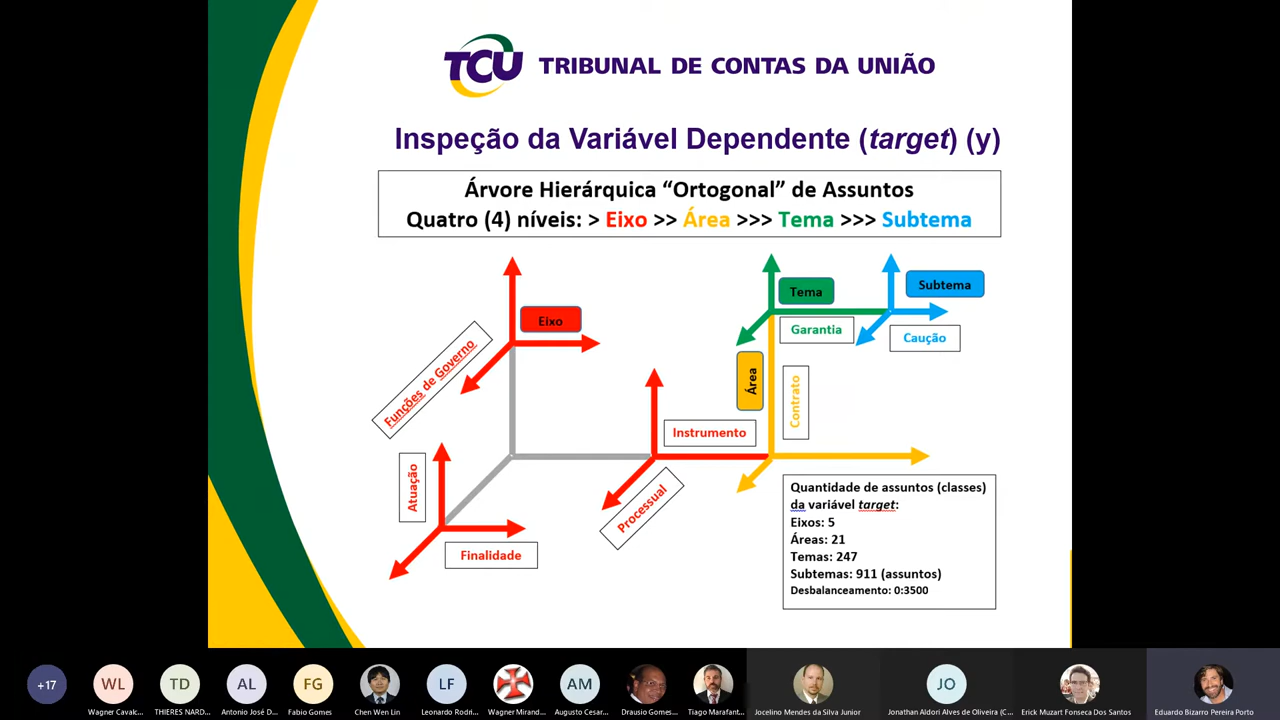 TCU TRIBUNAL DE CONTAS DA UNIÃO
Inspeção da Variável Dependente (target) (y)
Árvore Hierárquica “Ortogonal” de Assuntos
Quatro (4) níveis: > Eixo >> Área >>> Tema >>> Subtema
Eixo
Funções de Governo
Atuação
Finalidade
Instrumento
Processual
Tema
Garantia
Subtema
Caução
Área
Contrato
Quantidade de assuntos (classes)
da variável target:
Eixos: 5
Áreas: 21
Temas: 247
Subtemas: 911 (assuntos)
Desbalanceamento: 0:3500
+17
WL
TD
AL
FG
LF
AM
JO
Wagner Cavalc...
THIERES NARD...
Antonio José D...
Fabio Gomes
Chen Wen Lin
Leonardo Rodri...
Wagner Mirand...
Augusto Cesar...
Drausio Gomes...
Tiago Marafant...
Jocelino Mendes da Silva Junior
Jonathan Aldori Alves de Oliveira (C...
Erick Muzart Fonseca Dos Santos
Eduardo Bizarro Pereira Porto